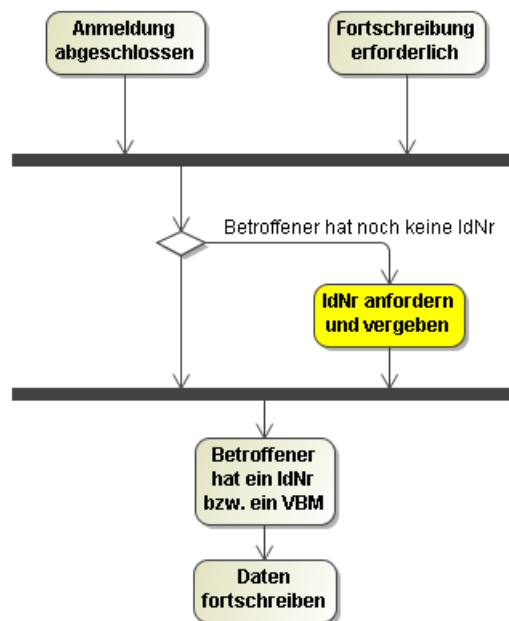 Anmeldung
abgeschlossen
Fortschreibung
erforderlich
Betroffener hat noch keine IdNr
IdNr anfordern
und vergeben
Betroffener
hat ein IdNr
bzw. ein VBM
Daten
fortschreiben